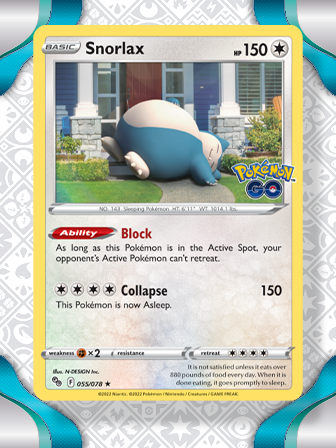 BASIC Snorlax HP 150
Pokémon GO
NO. 143 Sleeping Pokémon HT: 6'11" WT: 1014.1 lbs.
Ability Block
As long as this Pokémon is in the Active Spot, your
opponent's Active Pokémon can't retreat.
Collapse 150
This Pokémon is now Asleep.
weakness ×2 resistance retreat
Illus. N-DESIGN Inc.
F 055/078 ★
It is not satisfied unless it eats over
880 pounds of food every day. When it is
done eating, it goes promptly to sleep.
©2022 Niantic. ©2022 Pokémon / Nintendo / Creatures / GAME FREAK